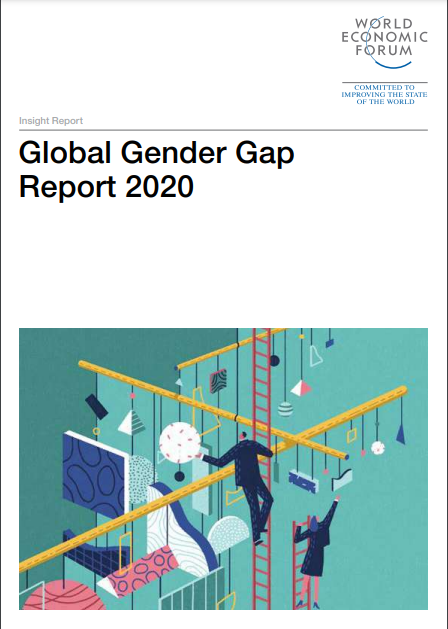 WORLD
ECONOMIC
FORUM
COMMITTED TO
IMPROVING THE STATE
OF THE WORLD
Insight Report
Global Gender Gap
Report 2020